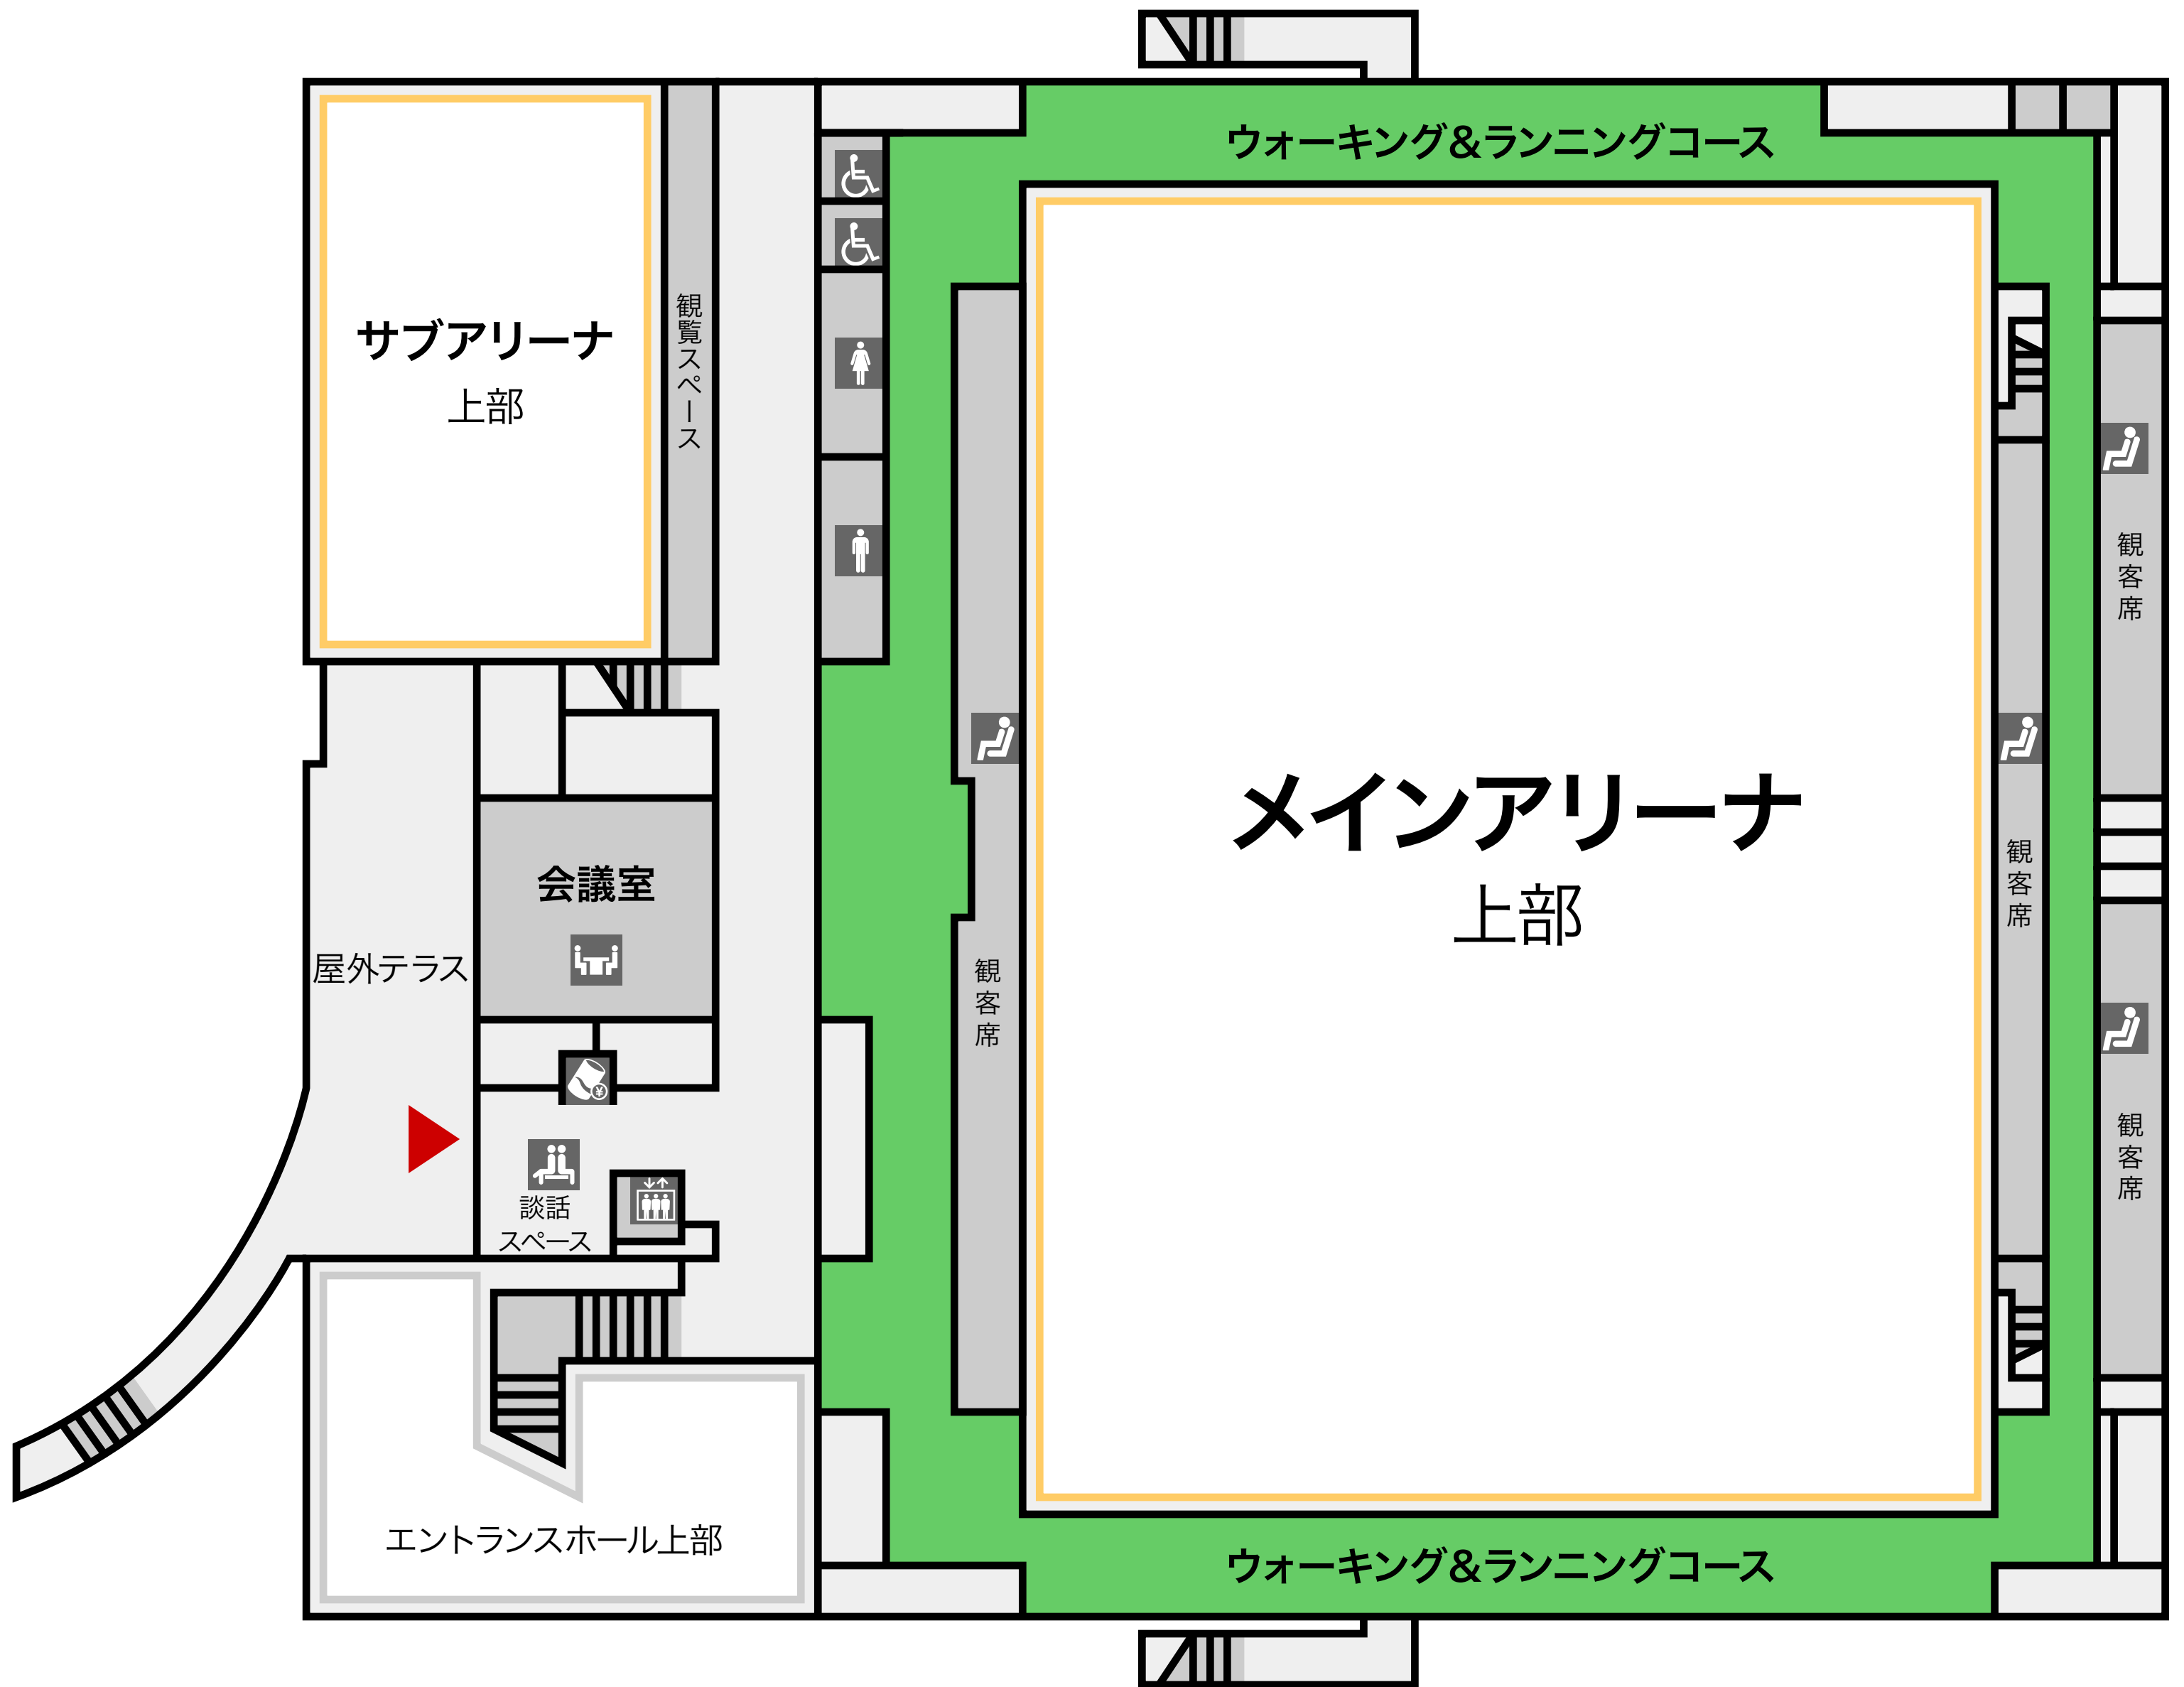 ウォーキング&ランニングコース
サブアリーナ
上部
観覧スペース
観客席
メインアリーナ
上部
会議室
屋外テラス
観客席
観客席
観客席
¥
談話
スペース
エントランスホール上部
ウォーキング&ランニングコース